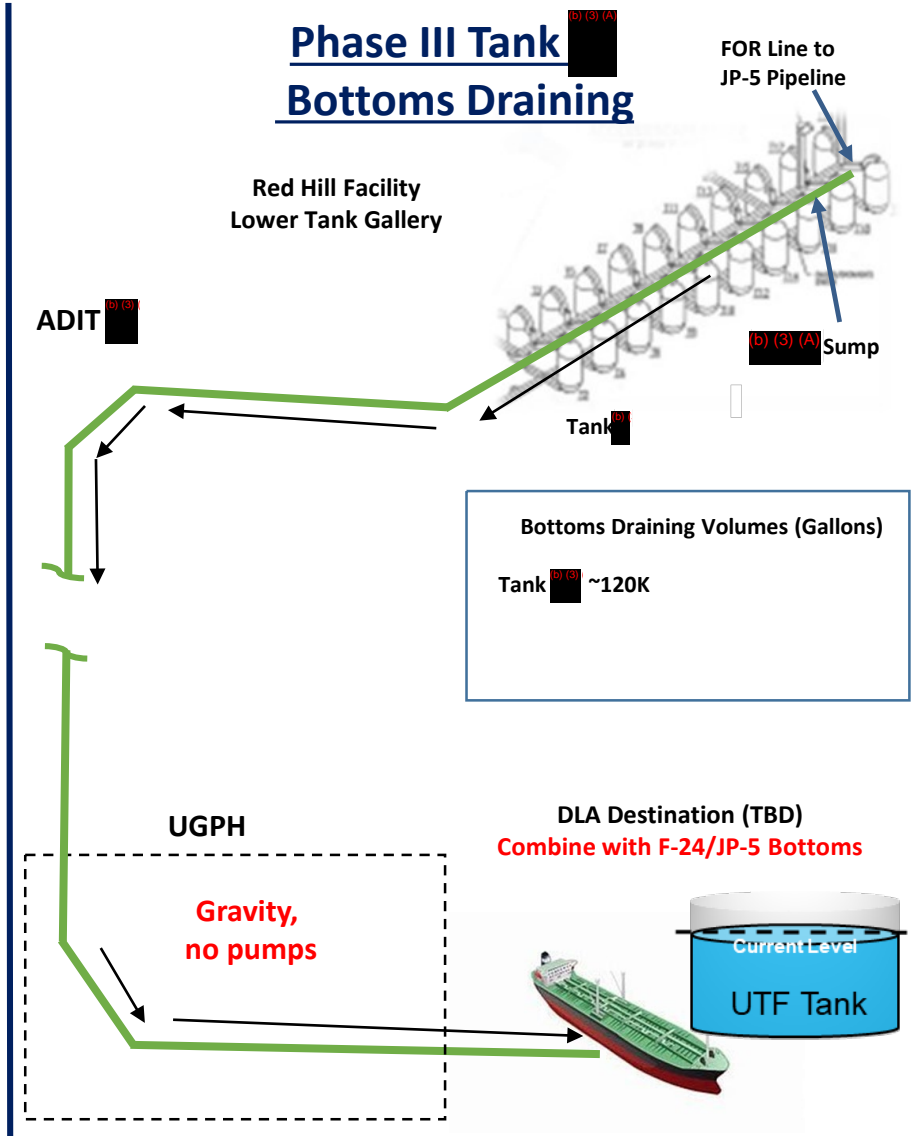 (b) (3) (A)
Phase III Tank
Bottoms Draining
FOR Line to
JP-5 Pipeline
Red Hill Facility
Lower Tank Gallery
ADIT (b) (3) (
(b) (3) (A) Sump
Tank (b) (
Bottoms Draining Volumes (Gallons)
Tank (b) (3) ( ~120K
UGPH
DLA Destination (TBD)
Combine with F-24/JP-5 Bottoms
Gravity,
no pumps
Current Level
UTF Tank